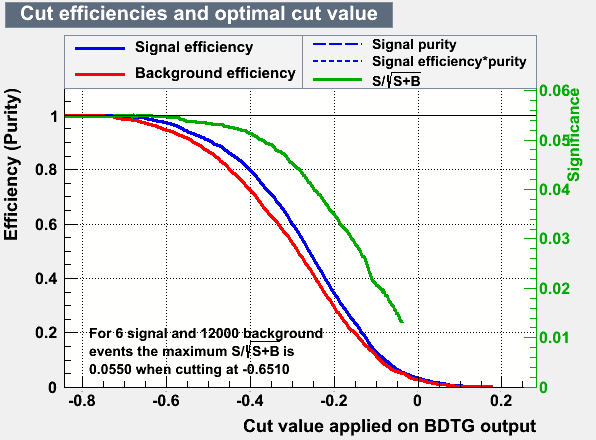 Cut efficiencies and optimal cut value
Signal efficiency
Background efficiency
Signal purity
Signal efficiency*purity
S/√S+B
Efficiency (Purity)
1
0.8
0.6
0.4
0.2
0
0.06
0.05
0.04
0.03
0.02
0.01
0
Significance
For 6 signal and 12000 background
events the maximum S/√S+B is
0.0550 when cutting at -0.6510
-0.8 -0.6 -0.4 -0.2 0 0.2
Cut value applied on BDTG output